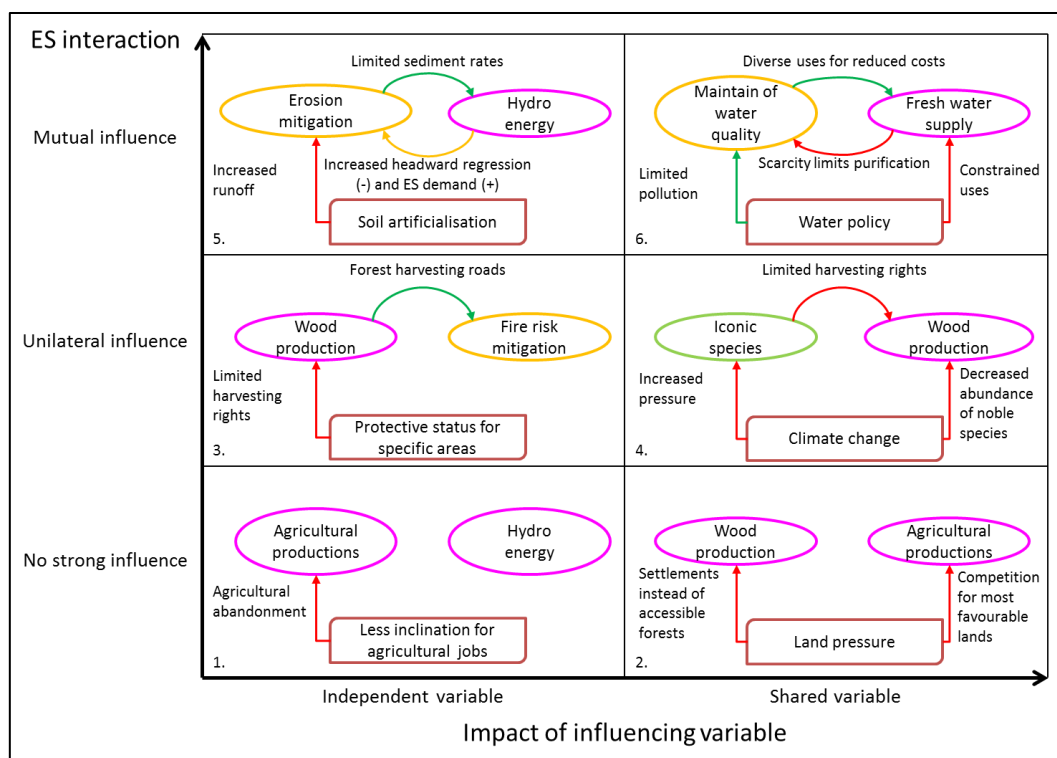 ES interaction
Mutual influence
Limited sediment rates
Erosion
mitigation
Hydro
energy
Increased headward regression
(-) and ES demand (+)
Increased
runoff
Soil artificialisation
5.
Diverse uses for reduced costs
Maintain of
water
quality
Fresh water
supply
Scarcity limits purification
Limited
pollution
Constrained
uses
Water policy
6.
Unilateral influence
Forest harvesting roads
Wood
production
Fire risk
mitigation
Limited
harvesting
rights
Protective status for
specific areas
3.
Limited harvesting rights
Iconic
species
Wood
production
Increased
pressure
Decreased
abundance
of noble
species
Climate change
4.
No strong influence
Agricultural
productions
Hydro
energy
Agricultural
abandonment
Less inclination for
agricultural jobs
1.
Wood
production
Agricultural
productions
Settlements
instead of
accessible
forests
Competition
for most
favourable
lands
Land pressure
2.
Independent variable
Shared variable
Impact of influencing variable